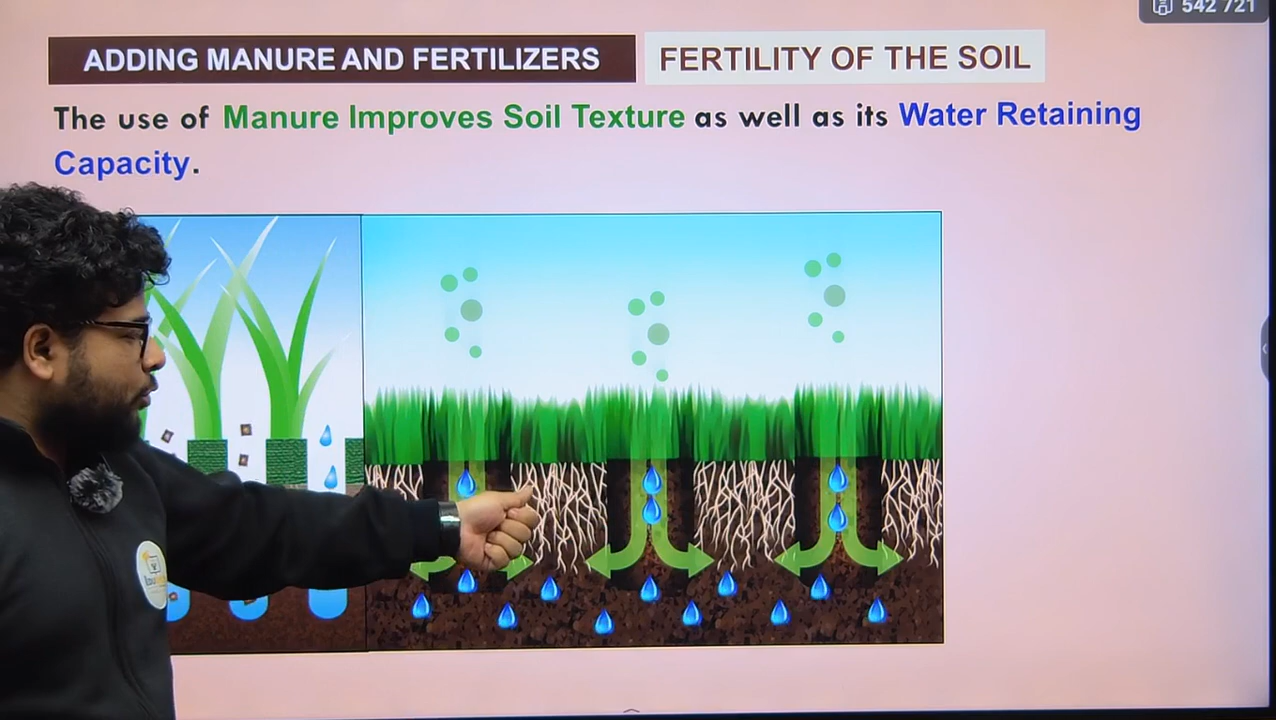 542 721
ADDING MANURE AND FERTILIZERS
FERTILITY OF THE SOIL
The use of Manure Improves Soil Texture as well as its Water Retaining
Capacity.